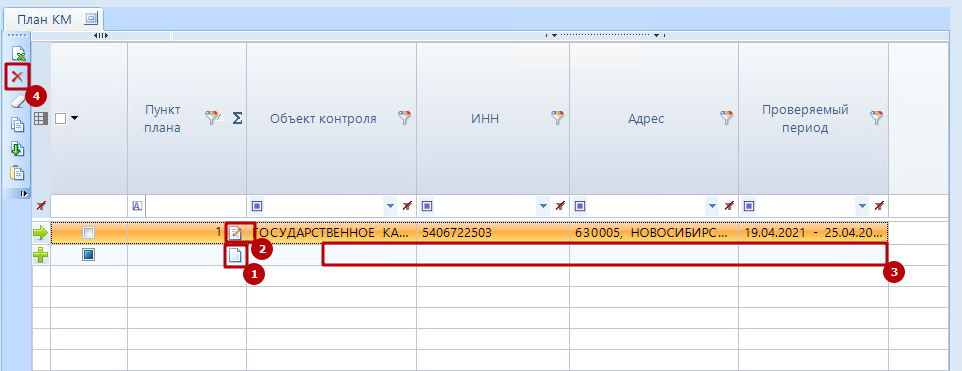 План КМ
4
Пункт
плана
Σ
Объект контроля
ИНН
Адрес
Проверяемый
период
A
1
ГОСУДАРСТВЕННОЕ КА...
5406722503
630005, НОВОСИБИРС...
19.04.2021 - 25.04.20...
2
1
3